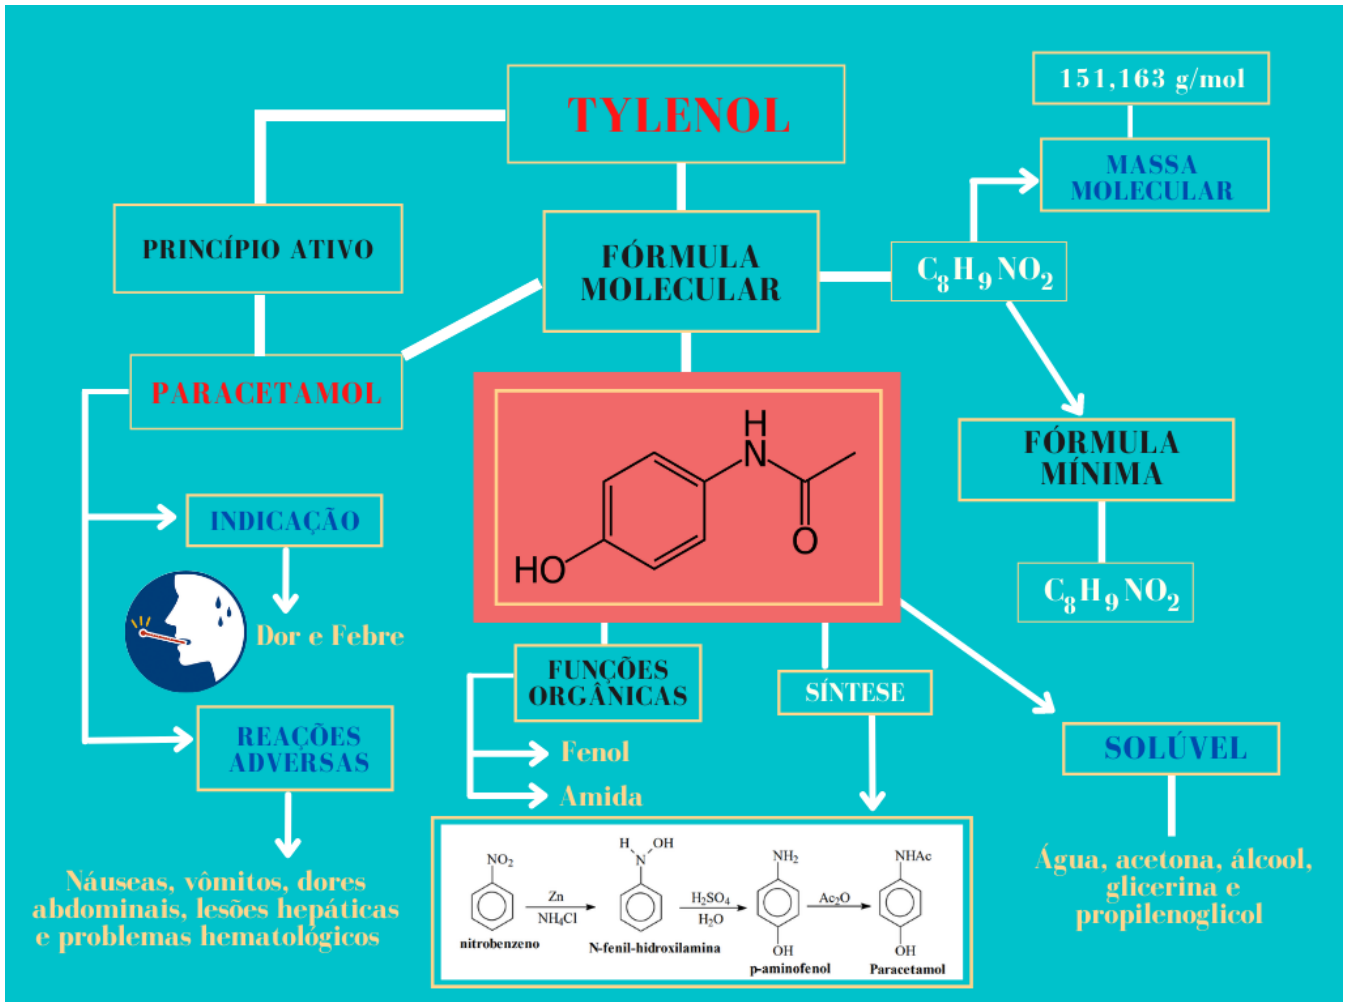 TYLENOL
151,163 g/mol
MASSA
MOLECULAR
PRINCÍPIO ATIVO
FÓRMULA
MOLECULAR
C8H9NO2
PARACETAMOL
H
N
O
HO
FÓRMULA
MÍNIMA
C8H9NO2
INDICAÇÃO
Dor e Febre
REAÇÕES
ADVERSAS
Náuseas, vômitos, dores
abdominais, lesões hepáticas
e problemas hematológicos
FUNÇÕES
ORGÂNICAS
Fenol
Amida
SÍNTESE
SOLÚVEL
Água, acetona, álcool,
glicerina e
propilenoglicol
NO2
nitrobenzeno
Zn
NH4Cl
H OH
N
N-fenil-hidroxilamina
H2SO4
H2O
NH2
OH
p-aminofenol
Ac2O
NHAc
OH
Paracetamol